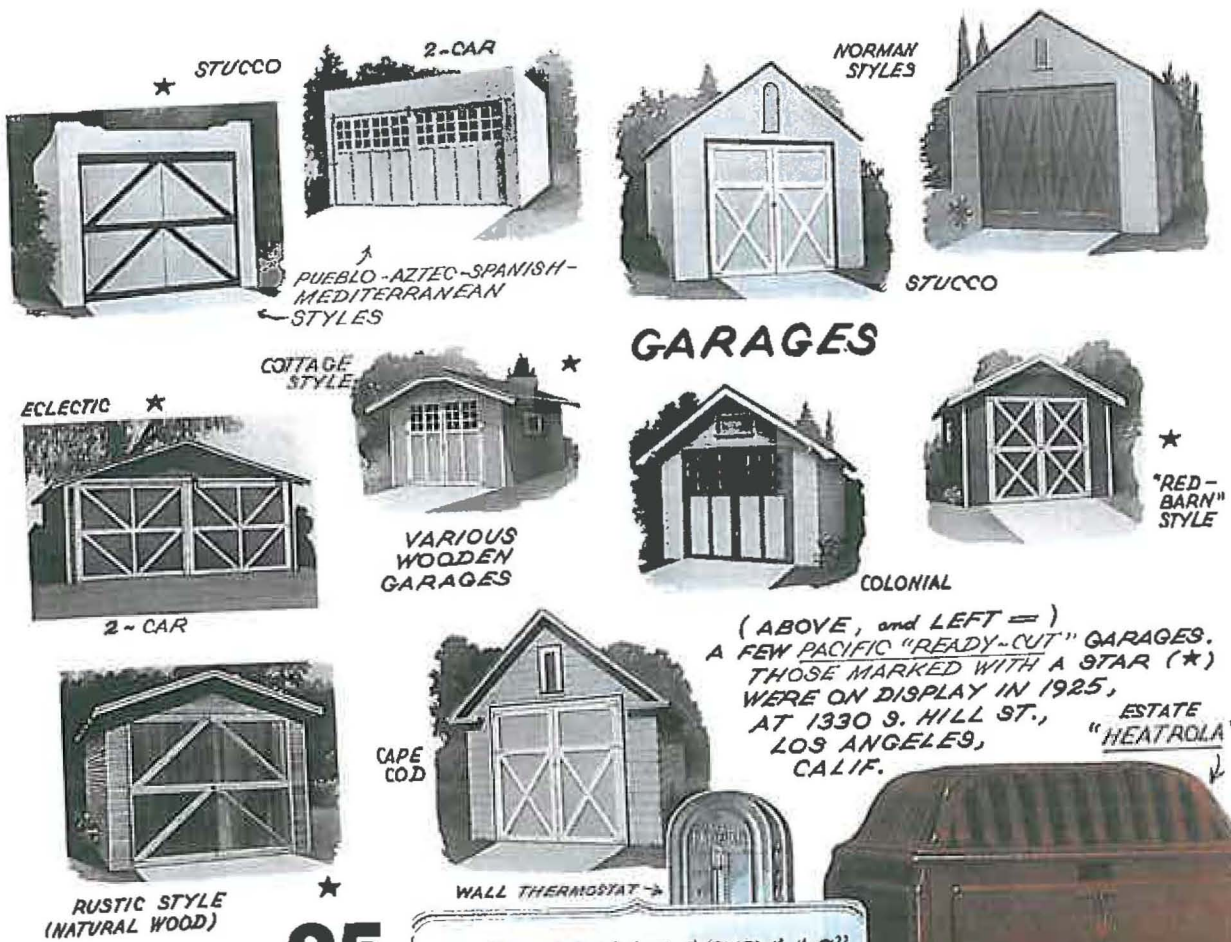 STUCCO
2-CAR
NORMAN
STYLES
PUEBLO-AZTEC-SPANISH-
MEDITERRANEAN
STYLES
STUCCO
GARAGES
COTTAGE
STYLE
ECLECTIC
"RED-
BARN"
STYLE
VARIOUS
WOODEN
GARAGES
COLONIAL
2-CAR
(ABOVE, and LEFT = )
A FEW PACIFIC "READY-CUT" GARAGES.
THOSE MARKED WITH A STAR (★)
WERE ON DISPLAY IN 1925,
AT 1330 S. HILL ST.,
LOS ANGELES,
CALIF.
ESTATE
"HEATROLA"
CAPE
COD
WALL THERMOSTAT→
RUSTIC STYLE
(NATURAL WOOD)